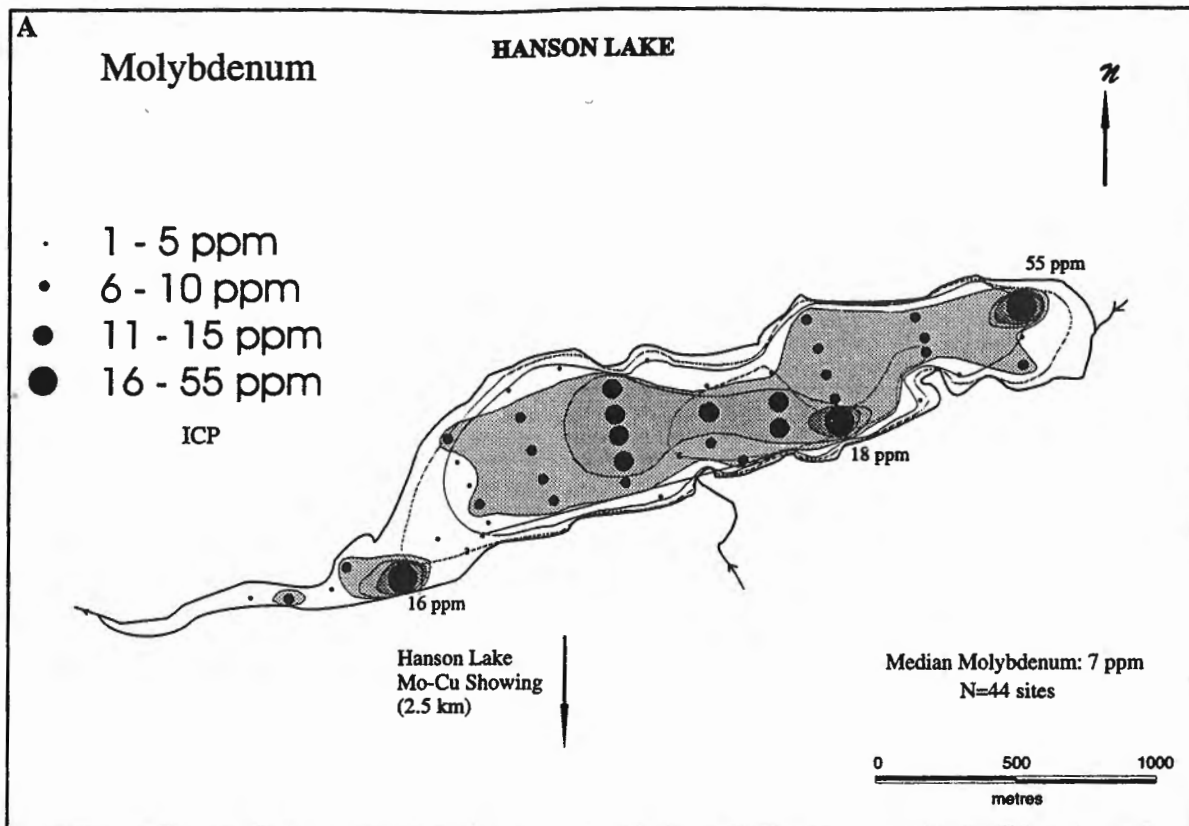 A
HANSON LAKE
Molybdenum
N
1 - 5 ppm
6 - 10 ppm
11 - 15 ppm
16 - 55 ppm
ICP
55 ppm
18 ppm
16 ppm
Hanson Lake
Mo-Cu Showing
(2.5 km)
Median Molybdenum: 7 ppm
N=44 sites
0 500 1000
metres